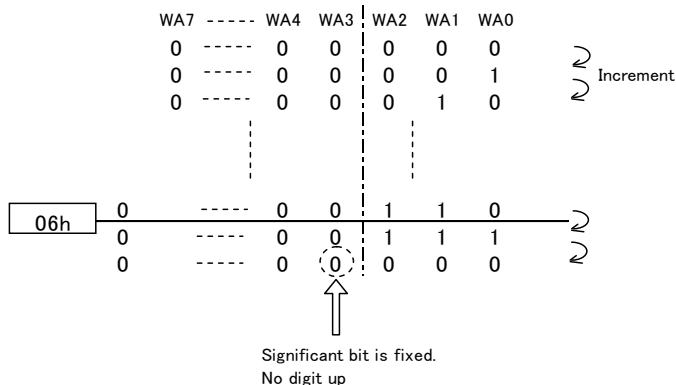 WA7 ----- WA4 WA3 WA2 WA1 WA0
0 ----- 0 0 0 0 0
0 ----- 0 0 0 0 1 Increment
0 ----- 0 0 0 1 0
0 ----- 0 0 1 1 0
06h
0 ----- 0 0 1 1 1
0 ----- 0 0 0 0 0
Significant bit is fixed.
No digit up